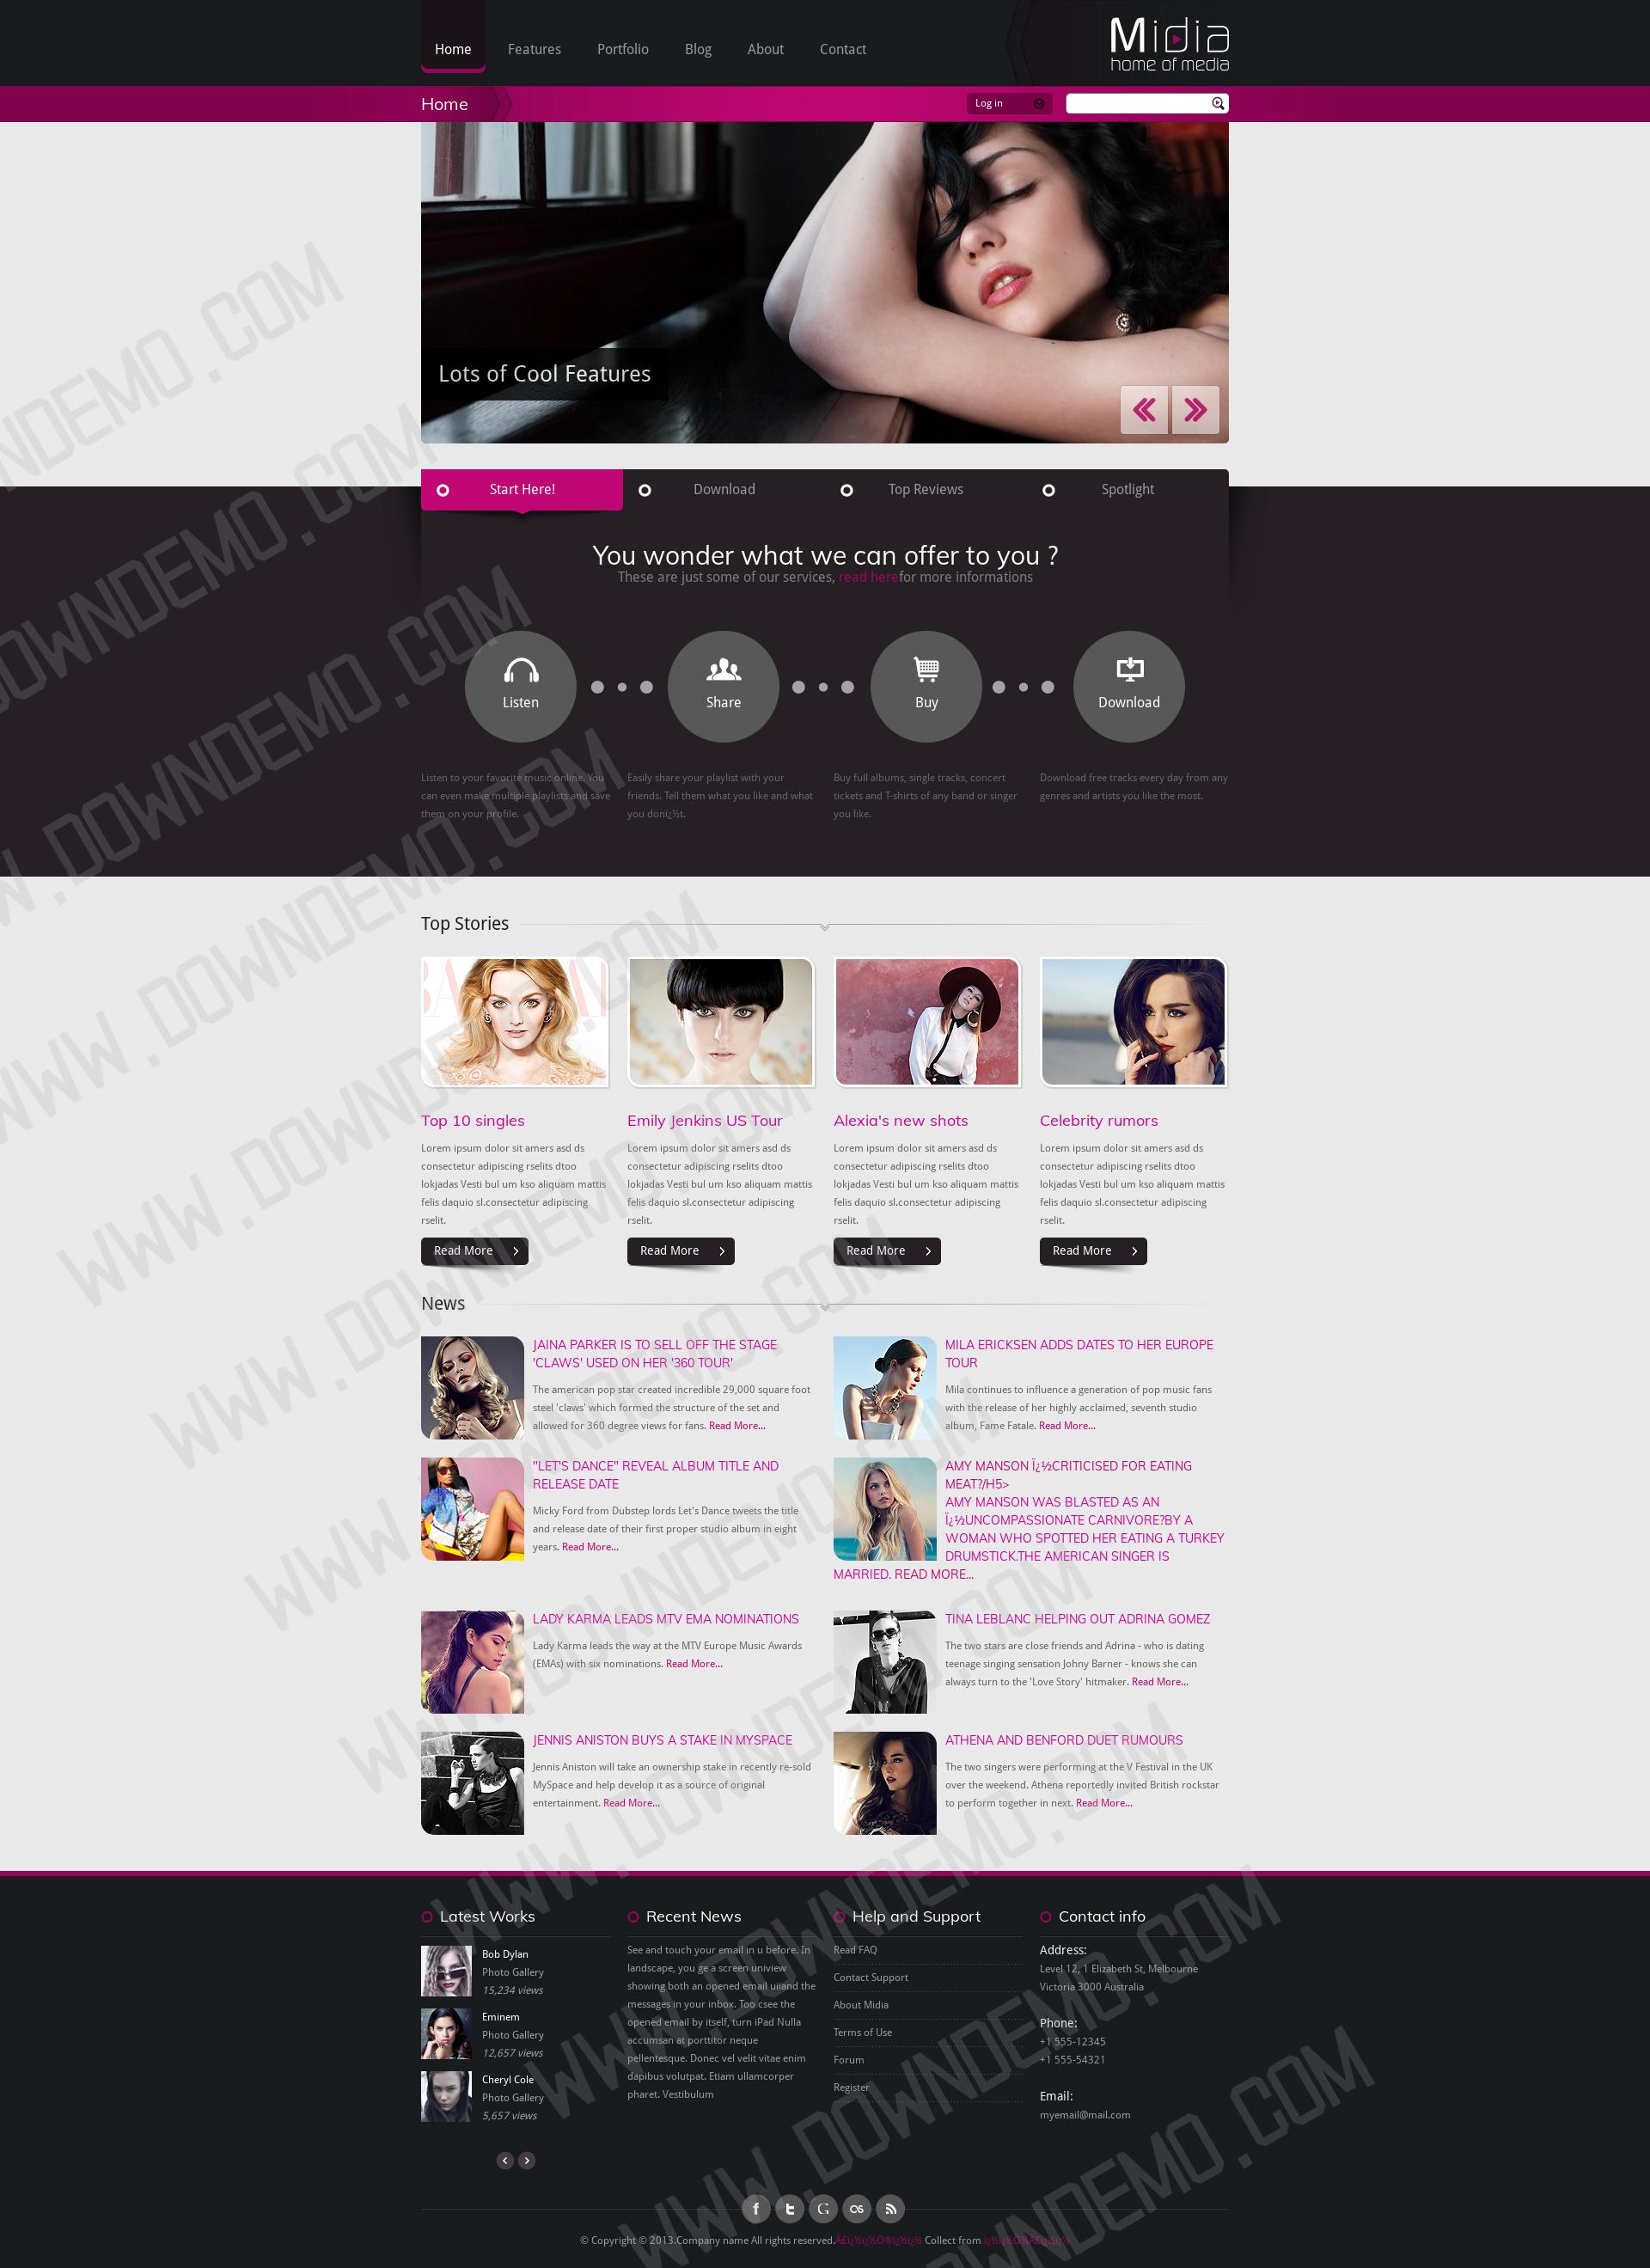 Home
Features
Portfolio
Blog
About
Contact
Midia
home of media
Home
Log in
Lots of Cool Features
Start Here!
Download
Top Reviews
Spotlight
You wonder what we can offer to you ?
These are just some of our services, read herefor more informations
Listen
Share
Buy
Download
Listen to your favorite music online. You
can even make multiple playlists and save
them on your profile.
Easily share your playlist with your
friends. Tell them what you like and what
you donï¿½t.
Buy full albums, single tracks, concert
tickets and T-shirts of any band or singer
you like.
Download free tracks every day from any
genres and artists you like the most.
Top Stories
Top 10 singles
Lorem ipsum dolor sit amers asd ds
consectetur adipiscing rselits dtoo
lokjadas Vesti bul um kso aliquam mattis
felis daquio sl.consectetur adipiscing
rselit.
Read More
Emily Jenkins US Tour
Lorem ipsum dolor sit amers asd ds
consectetur adipiscing rselits dtoo
lokjadas Vesti bul um kso aliquam mattis
felis daquio sl.consectetur adipiscing
rselit.
Read More
Alexia's new shots
Lorem ipsum dolor sit amers asd ds
consectetur adipiscing rselits dtoo
lokjadas Vesti bul um kso aliquam mattis
felis daquio sl.consectetur adipiscing
rselit.
Read More
Celebrity rumors
Lorem ipsum dolor sit amers asd ds
consectetur adipiscing rselits dtoo
lokjadas Vesti bul um kso aliquam mattis
felis daquio sl.consectetur adipiscing
rselit.
Read More
News
JAINA PARKER IS TO SELL OFF THE STAGE
'CLAWS' USED ON HER '360 TOUR'
The american pop star created incredible 29,000 square foot
steel 'claws' which formed the structure of the set and
allowed for 360 degree views for fans. Read More...
MILA ERICKSEN ADDS DATES TO HER EUROPE
TOUR
Mila continues to influence a generation of pop music fans
with the release of her highly acclaimed, seventh studio
album, Fame Fatale. Read More...
"LET'S DANCE" REVEAL ALBUM TITLE AND
RELEASE DATE
Micky Ford from Dubstep lords Let's Dance tweets the title
and release date of their first proper studio album in eight
years. Read More...
AMY MANSON Ï¿½CRITICISED FOR EATING
MEAT?/H5>
AMY MANSON WAS BLASTED AS AN
Ï¿½UNCOMPASSIONATE CARNIVORE?BY A
WOMAN WHO SPOTTED HER EATING A TURKEY
DRUMSTICK.THE AMERICAN SINGER IS
MARRIED. READ MORE...
LADY KARMA LEADS MTV EMA NOMINATIONS
Lady Karma leads the way at the MTV Europe Music Awards
(EMAs) with six nominations. Read More...
TINA LEBLANC HELPING OUT ADRINA GOMEZ
The two stars are close friends and Adrina - who is dating
teenage singing sensation Johny Barner - knows she can
always turn to the 'Love Story' hitmaker. Read More...
JENNIS ANISTON BUYS A STAKE IN MYSPACE
Jennis Aniston will take an ownership stake in recently re-sold
MySpace and help develop it as a source of original
entertainment. Read More...
ATHENA AND BENFORD DUET RUMOURS
The two singers were performing at the V Festival in the UK
over the weekend. Athena reportedly invited British rockstar
to perform together in next. Read More...
Latest Works
Bob Dylan
Photo Gallery
15,234 views
Eminem
Photo Gallery
12,657 views
Cheryl Cole
Photo Gallery
5,657 views
Recent News
See and touch your email in u before. In
landscape, you ge a screen uniview
showing both an opened email uiiand the
messages in your inbox. Too csee the
opened email by itself, turn iPad Nulla
accumsan at porttitor neque
pellentesque. Donec vel velit vitae enim
dapibus volutpat. Etiam ullamcorper
pharet. Vestibulum
Help and Support
Read FAQ
Contact Support
About Midia
Terms of Use
Forum
Register
Contact info
Address:
Level 12, 1 Elizabeth St, Melbourne
Victoria 3000 Australia
Phone:
+1 555-12345
+1 555-54321
Email:
myemail@mail.com
© Copyright © 2013.Company name All rights reserved. Collect from
WWW.DOWNDEMO.COM